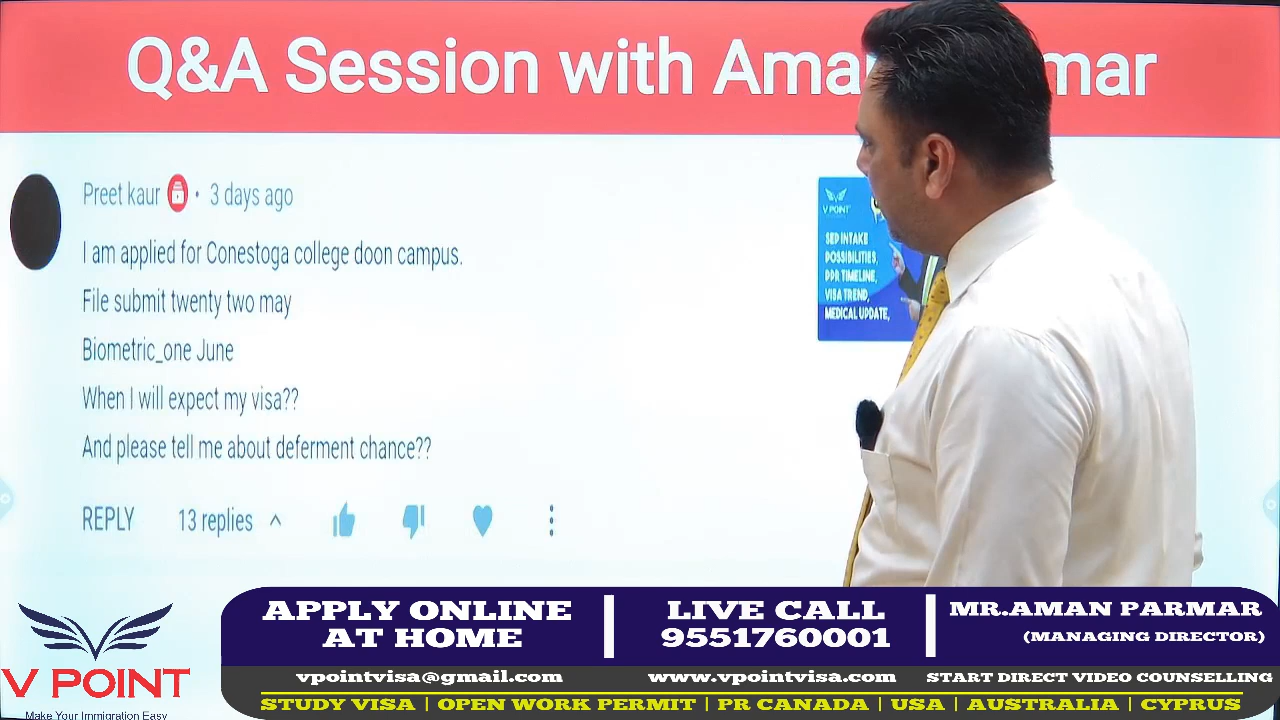 Q&A Session with Ama mar
Preet kaur • 3 days ago
I am applied for Conestoga college doon campus.
File submit twenty two may
Biometric_one June
When I will expect my visa??
And please tell me about deferment chance??
REPLY 13 replies
V POINT
SEP INTAKE
POSSIBILITIES,
PPR TIMELINE,
VISA TREND,
MEDICAL UPDATE,
APPLY ONLINE
AT HOME
LIVE CALL
9551760001
MR.AMAN PARMAR
(MANAGING DIRECTOR)
V POINT
Make Your Immigration Easy
vpointvisa@gmail.com www.vpointvisa.com START DIRECT VIDEO COUNSELLING
STUDY VISA | OPEN WORK PERMIT | PR CANADA | USA | AUSTRALIA | CYPRUS